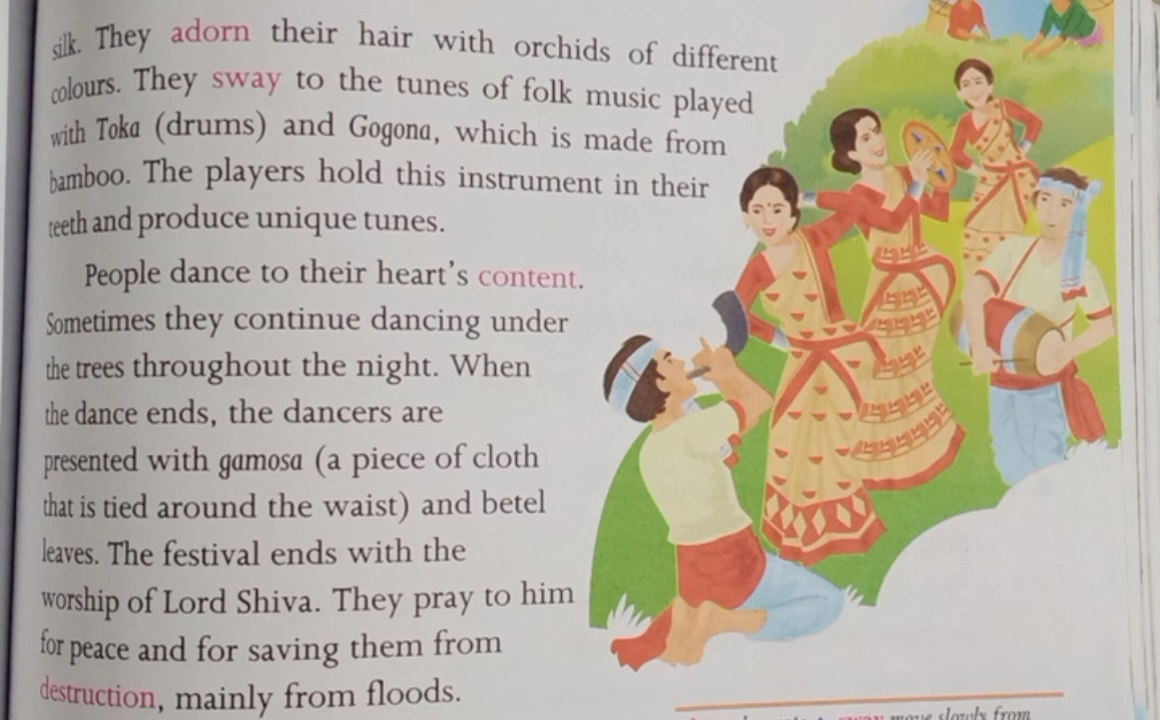 silk. They adorn their hair with orchids of different
colours. They sway to the tunes of folk music played
with Toka (drums) and Gogona, which is made from
bamboo. The players hold this instrument in their
teeth and produce unique tunes.
People dance to their heart's content.
Sometimes they continue dancing under
the trees throughout the night. When
the dance ends, the dancers are
presented with gamosa (a piece of cloth
that is tied around the waist) and betel
leaves. The festival ends with the
worship of Lord Shiva. They pray to him
for peace and for saving them from
destruction, mainly from floods.
sway move slowly from